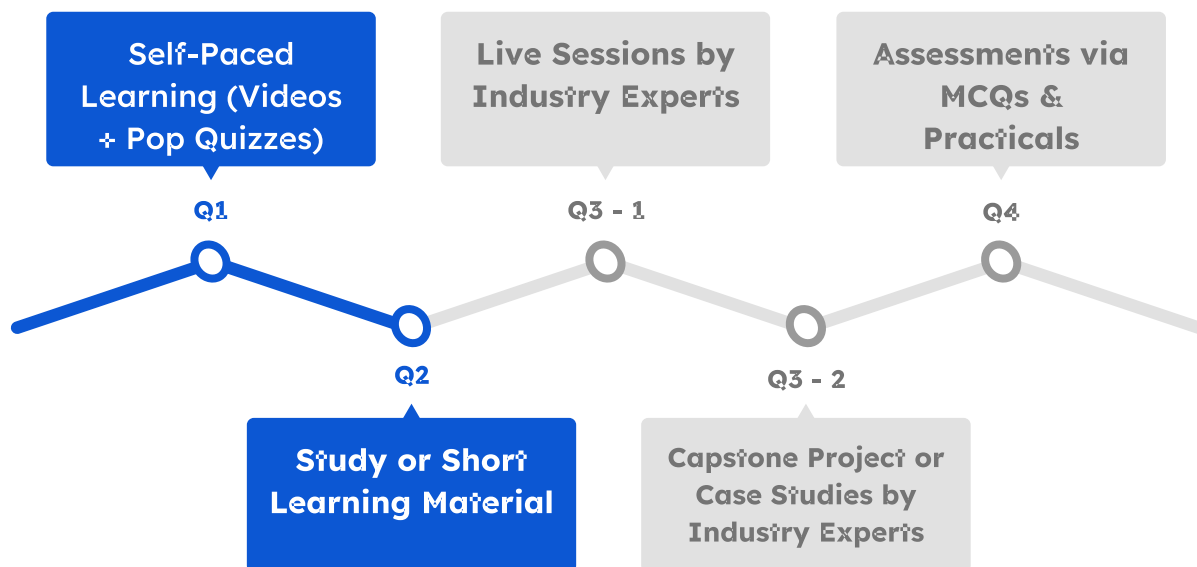 Self-Paced
Learning (Videos
+ Pop Quizzes)
Live Sessions by
Industry Experts
Assessments via
MCQs &
Practicals
Q1
Q3 - 1
Q4
Q2
Q3 - 2
Study or Short
Learning Material
Capstone Project or
Case Studies by
Industry Experts